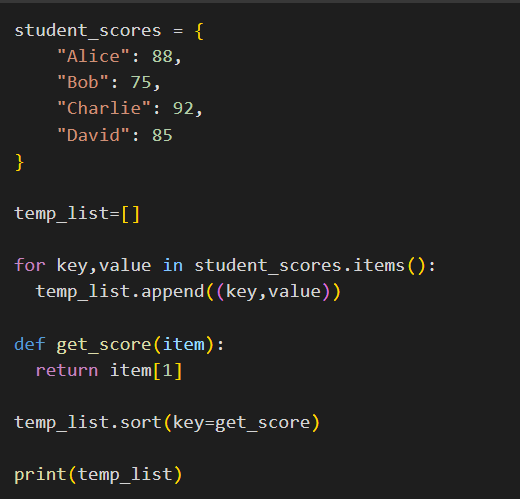 student_scores = {
    "Alice": 88,
    "Bob": 75,
    "Charlie": 92,
    "David": 85
}

temp_list=[]

for key,value in student_scores.items():
  temp_list.append((key,value))

def get_score(item):
  return item[1]

temp_list.sort(key=get_score)

print(temp_list)